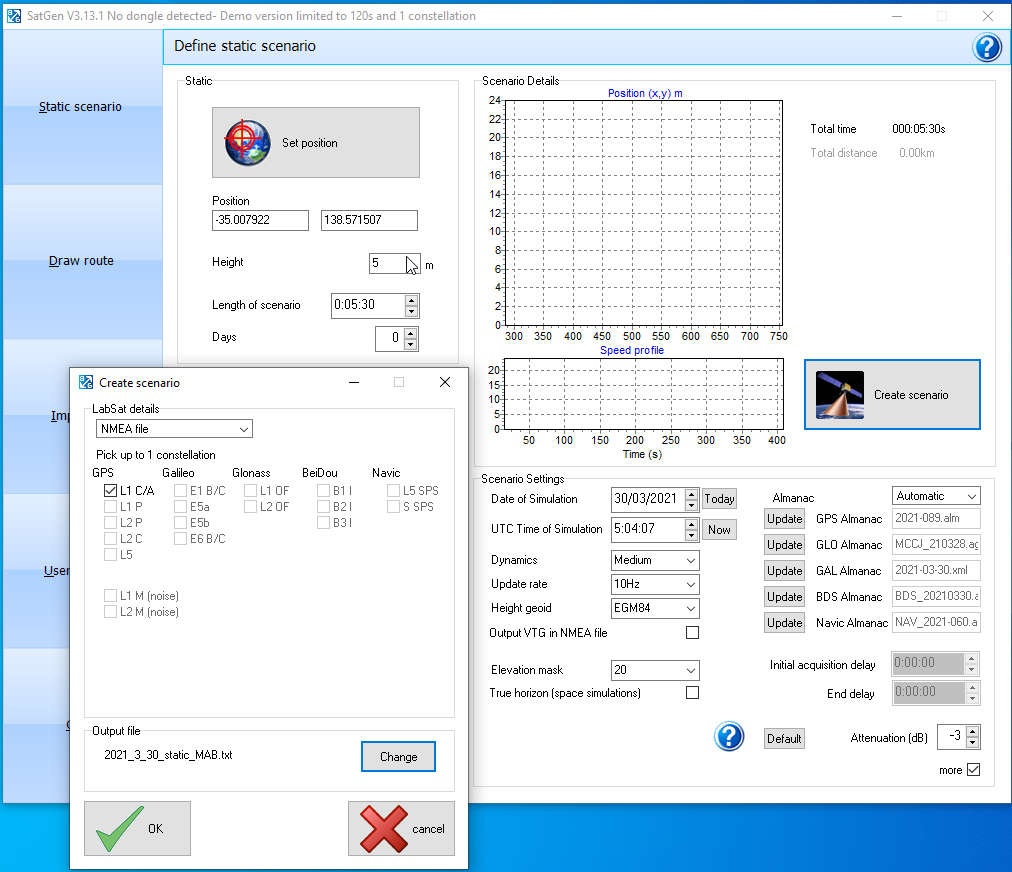 SatGen V3.13.1 No dongle detected- Demo version limited to 120s and 1 constellation
Static scenario
Draw route
Imp
User
Define static scenario
?
Static
Set position
Position
-35.007922 138.571507
Height 5 m
Length of scenario 0:05:30
Days 0
Scenario Details
Position (x,y) m
24
22
20
18
16
14
12
10
8
6
4
2
0
300 350 400 450 500 550 600 650 700 750
Speed profile
20
15
10
5
0
50 100 150 200 250 300 350 400
Time (s)
Total time 000:05:30s
Total distance 0.00km
Create scenario
Scenario Settings
Date of Simulation 30/03/2021 Today
UTC Time of Simulation 5:04:07 Now
Dynamics Medium
Update rate 10Hz
Height geoid EGM84
Output VTG in NMEA file
Elevation mask 20
True horizon (space simulations)
Almanac Automatic
Update GPS Almanac 2021-089.alm
Update GLO Almanac MCCJ_210328.ag
Update GAL Almanac 2021-03-30.xml
Update BDS Almanac BDS_20210330.a
Update Navic Almanac NAV_2021-060.a
Initial acquisition delay 0:00:00
End delay 0:00:00
? Default Attenuation (dB) -3
more
Create scenario
LabSat details
NMEA file
Pick up to 1 constellation
GPS Galileo Glonass BeiDou Navic
L1 C/A E1 B/C L1 OF B1 I L5 SPS
L1 P E5a L2 OF B2 I S SPS
L2 P E5b B3 I
L2 C E6 B/C
L5
L1 M (noise)
L2 M (noise)
Output file
2021_3_30_static_MAB.txt Change
OK cancel